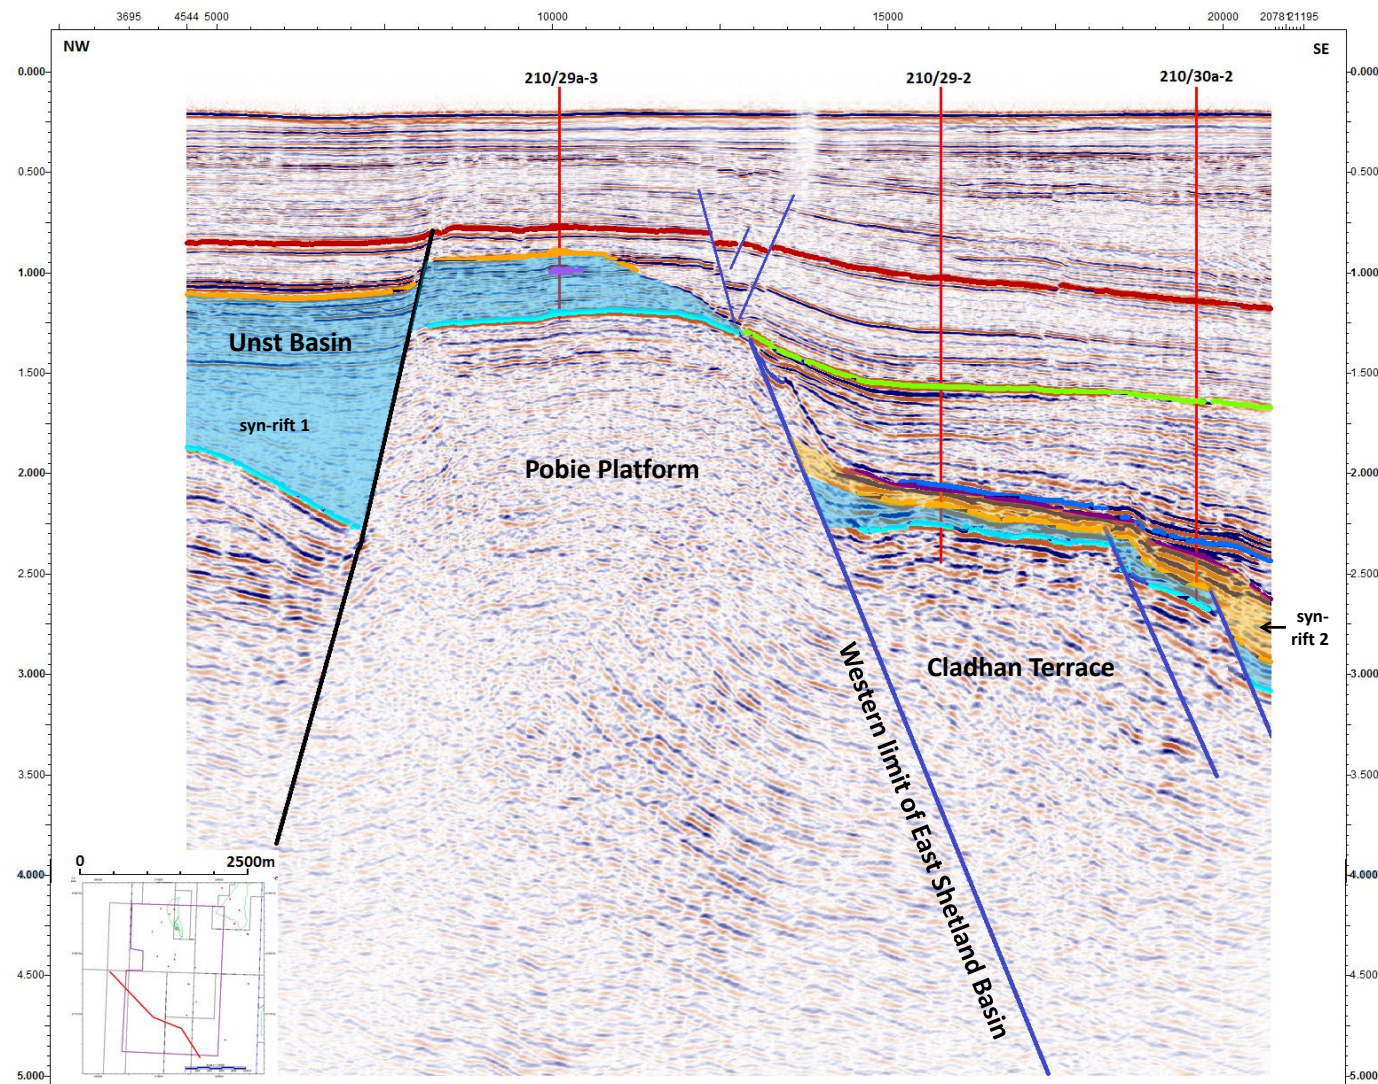 3695 4544 5000 10000 15000 20000 20781 21195
NW SE
210/29a-3 210/29-2 210/30a-2
0.000 0.000
0.500 0.500
1.000 1.000
Unst Basin
1.500 1.500
syn-rift 1
Pobie Platform
2.000 2.000
2.500 2.500
syn-
rift 2
Cladhan Terrace
3.000 3.000
Western limit of East Shetland Basin
3.500 3.500
0 2500m
4.000 4.000
4.500 4.500
5.000 5.000